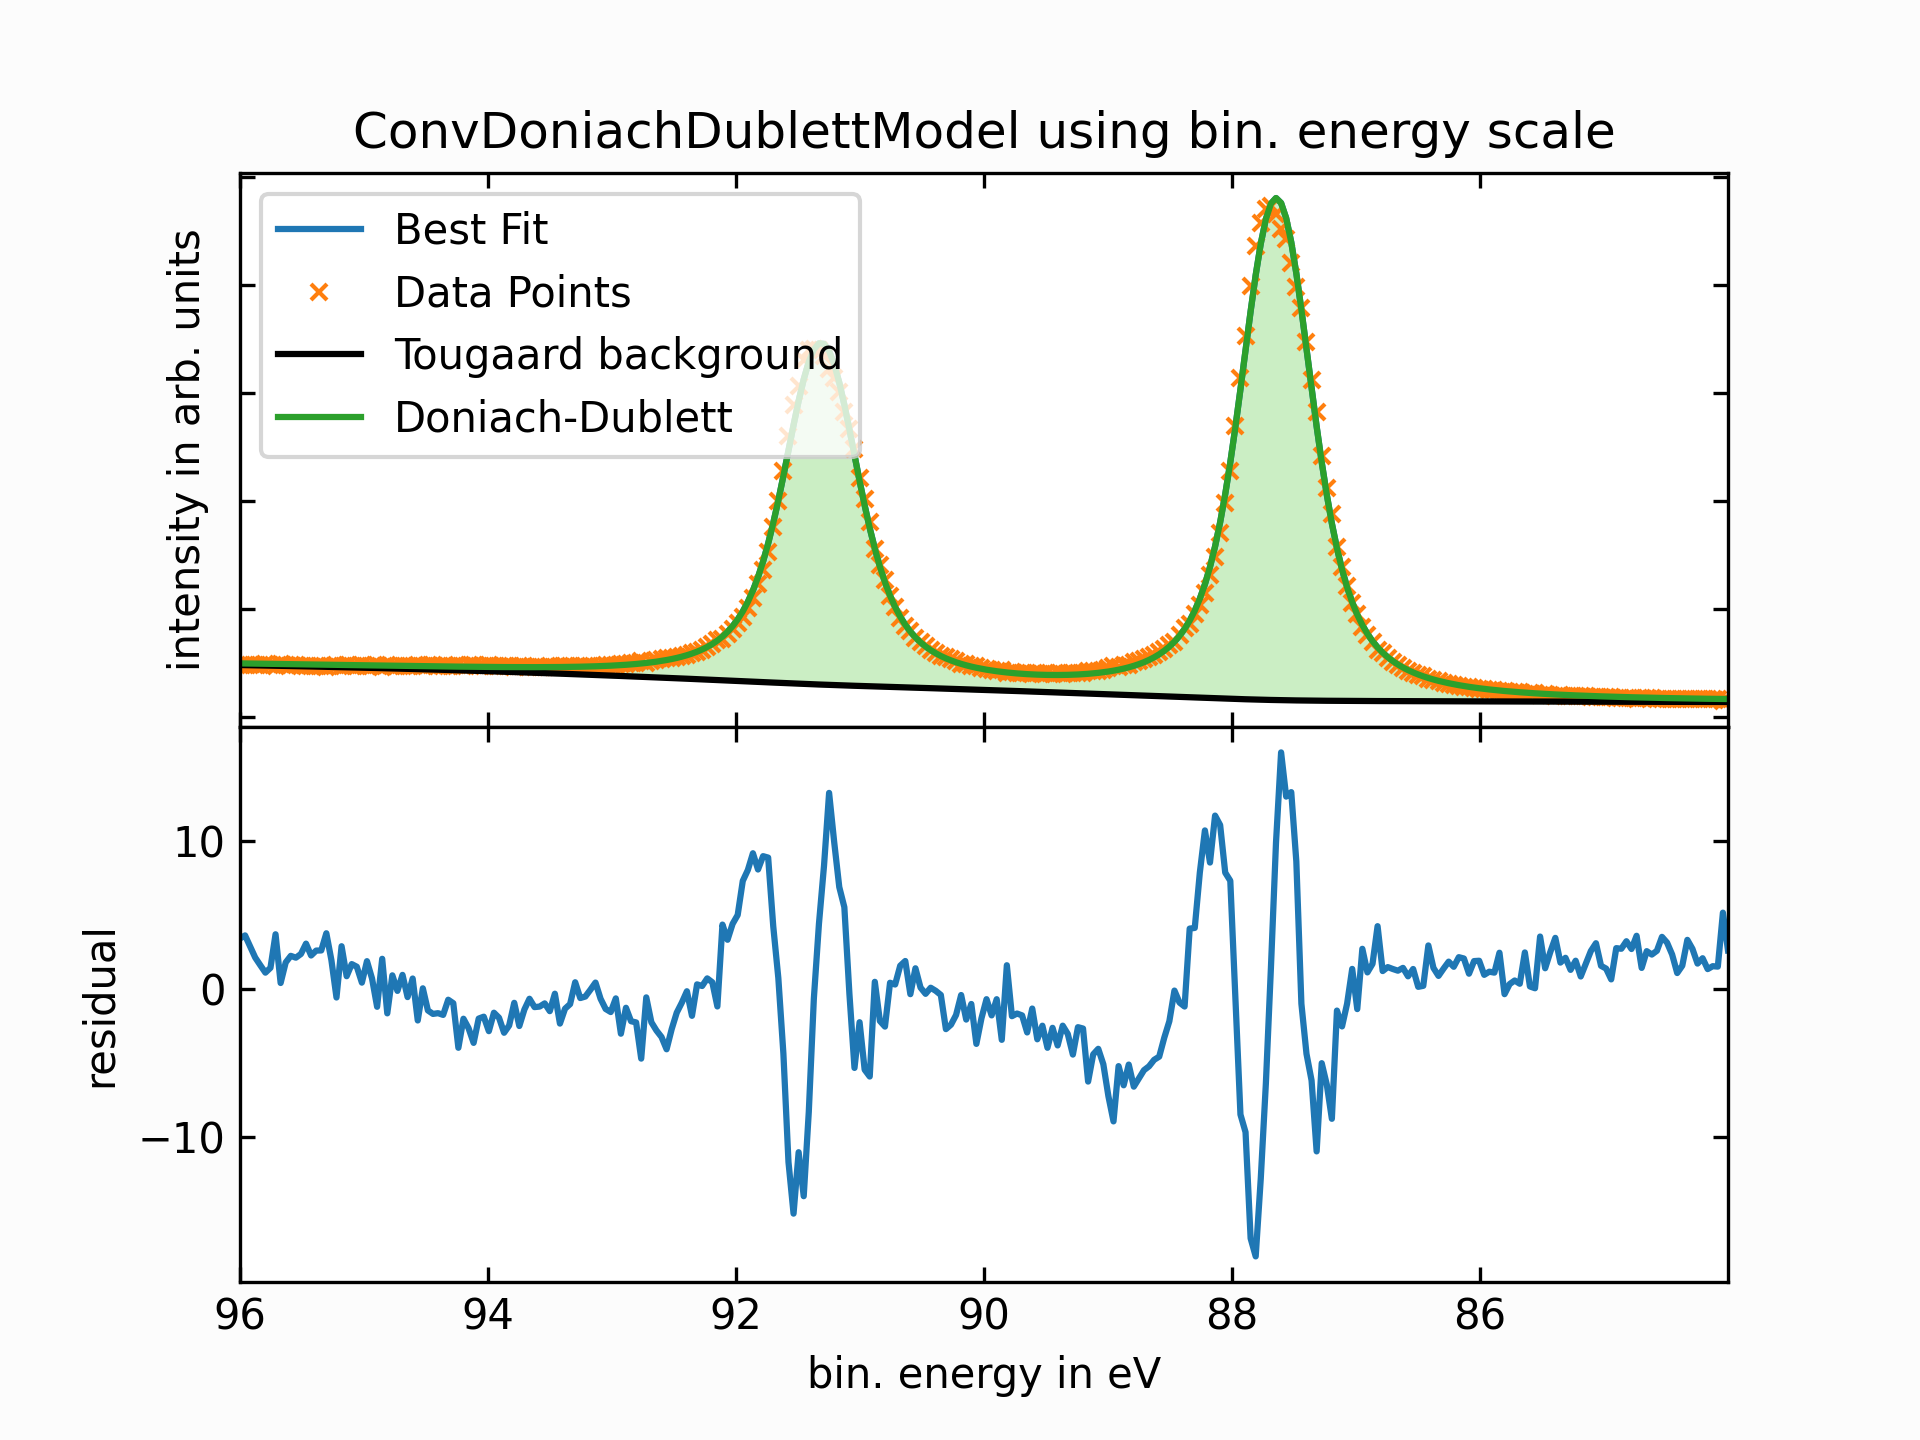 ConvDoniachDublettModel using bin. energy scale
intensity in arb. units
Best Fit
Data Points
Tougaard background
Doniach-Dublett
residual
10
0
−10
96 94 92 90 88 86
bin. energy in eV